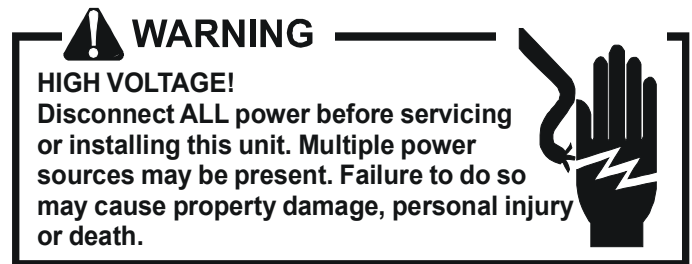 WARNING
HIGH VOLTAGE!
Disconnect ALL power before servicing
or installing this unit. Multiple power
sources may be present. Failure to do so
may cause property damage, personal injury
or death.